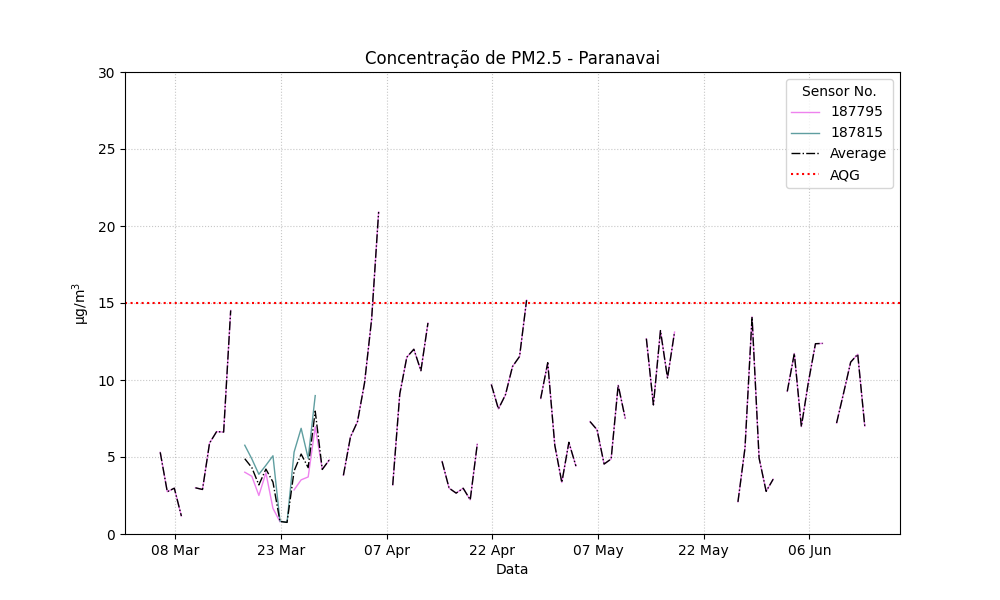 Concentração de PM2.5 - Paranavai
30
25
20
15
10
5
0
µg/m³
08 Mar
23 Mar
07 Apr
22 Apr
07 May
22 May
06 Jun
Data
Sensor No.
187795
187815
Average
AQG